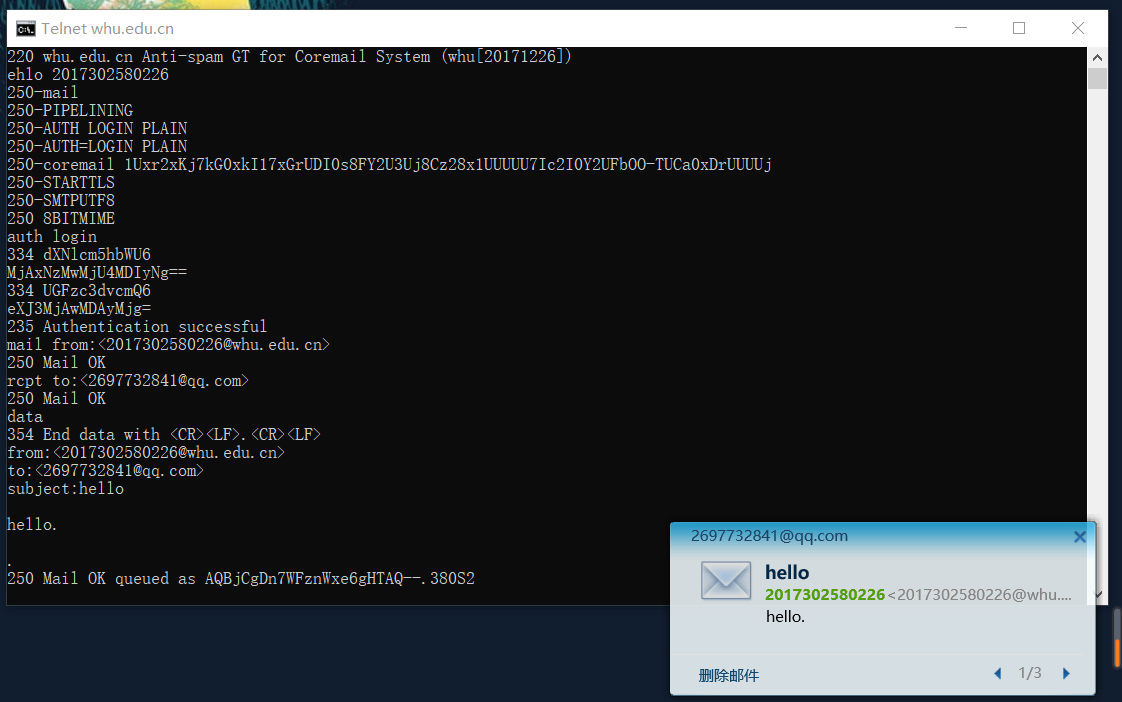 Telnet whu.edu.cn
220 whu.edu.cn Anti-spam GT for Coremail System (whu[20171226])
ehlo 2017302580226
250-mail
250-PIPELINING
250-AUTH LOGIN PLAIN
250-AUTH=LOGIN PLAIN
250-coremail 1Uxr2xKj7kG0xkI17xGrUDI0s8FY2U3Uj8Cz28x1UUUUU7Ic2I0Y2UFbOO-TUCa0xDrUUUUj
250-STARTTLS
250-SMTPUTF8
250 8BITMIME
auth login
334 dXNlcm5hbWU6
MjAxNzMwMjU4MDIyNg==
334 UGFzc3dvcmQ6
eXJ3MjAwMDAyMjg=
235 Authentication successful
mail from:<2017302580226@whu.edu.cn>
250 Mail OK
rcpt to:<2697732841@qq.com>
250 Mail OK
data
354 End data with <CR><LF>.<CR><LF>
from:<2017302580226@whu.edu.cn>
to:<2697732841@qq.com>
subject:hello
hello.
.
250 Mail OK queued as AQBjCgDn7WFznWxe6gHTAQ--.380S2
2697732841@qq.com
hello
2017302580226<2017302580226@whu....
hello.
删除邮件 1/3